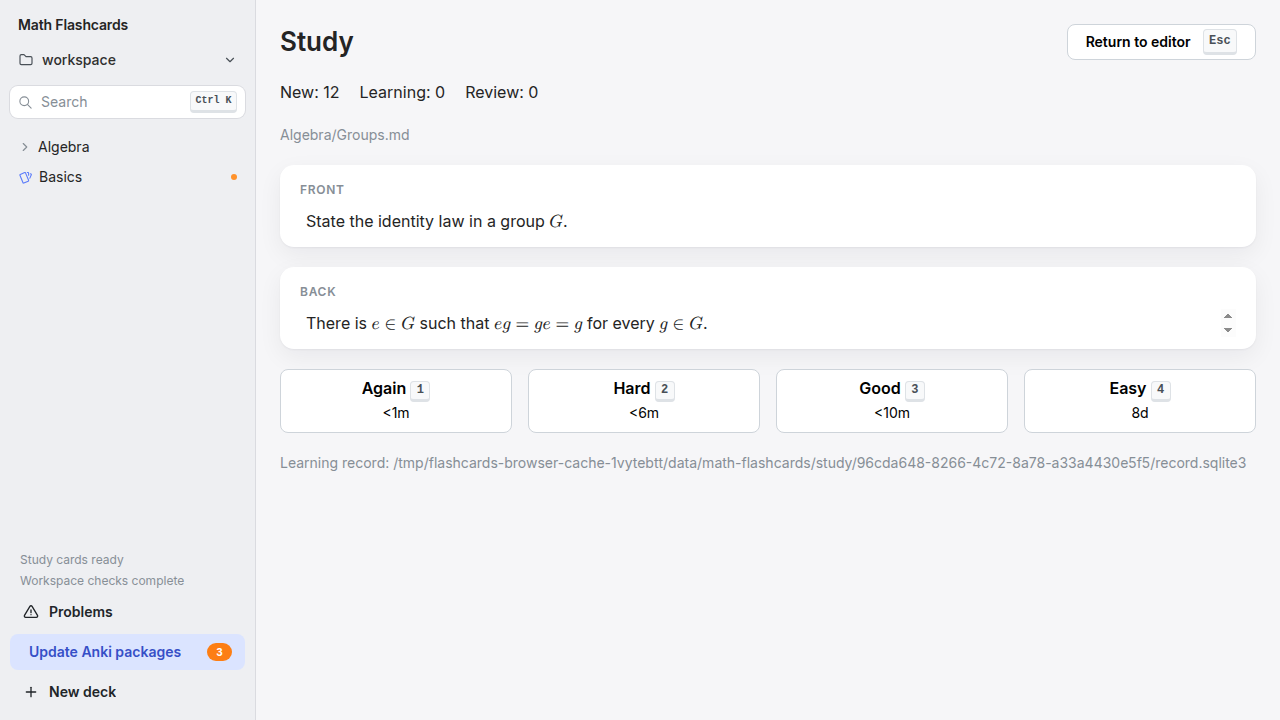 Math Flashcards
workspace
Search Ctrl K
Algebra
Basics
Study cards ready
Workspace checks complete
Problems
Update Anki packages 3
New deck
Study
Return to editor Esc
New: 12 Learning: 0 Review: 0
Algebra/Groups.md
FRONT
State the identity law in a group G.
BACK
There is e ∈ G such that eg = ge = g for every g ∈ G.
Again 1
<1m
Hard 2
<6m
Good 3
<10m
Easy 4
8d
Learning record: /tmp/flashcards-browser-cache-1vytebtt/data/math-flashcards/study/96cda648-8266-4c72-8a78-a33a4430e5f5/record.sqlite3